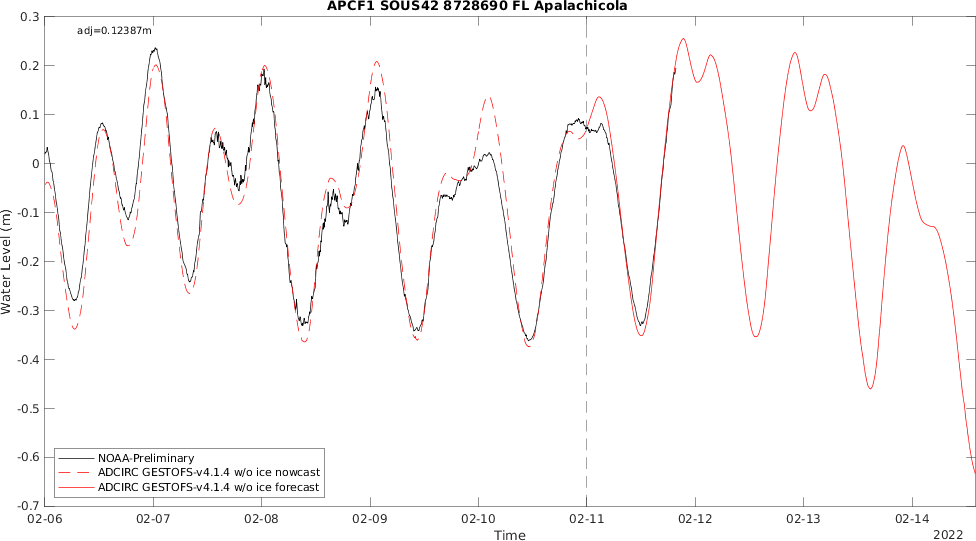 APCF1 SOUS42 8728690 FL Apalachicola
adj=0.12387m
0.3
0.2
0.1
0
-0.1
-0.2
-0.3
-0.4
-0.5
-0.6
-0.7
Water Level (m)
NOAA-Preliminary
ADCIRC GESTOFS-v4.1.4 w/o ice nowcast
ADCIRC GESTOFS-v4.1.4 w/o ice forecast
02-06 02-07 02-08 02-09 02-10 02-11 02-12 02-13 02-14
Time
2022